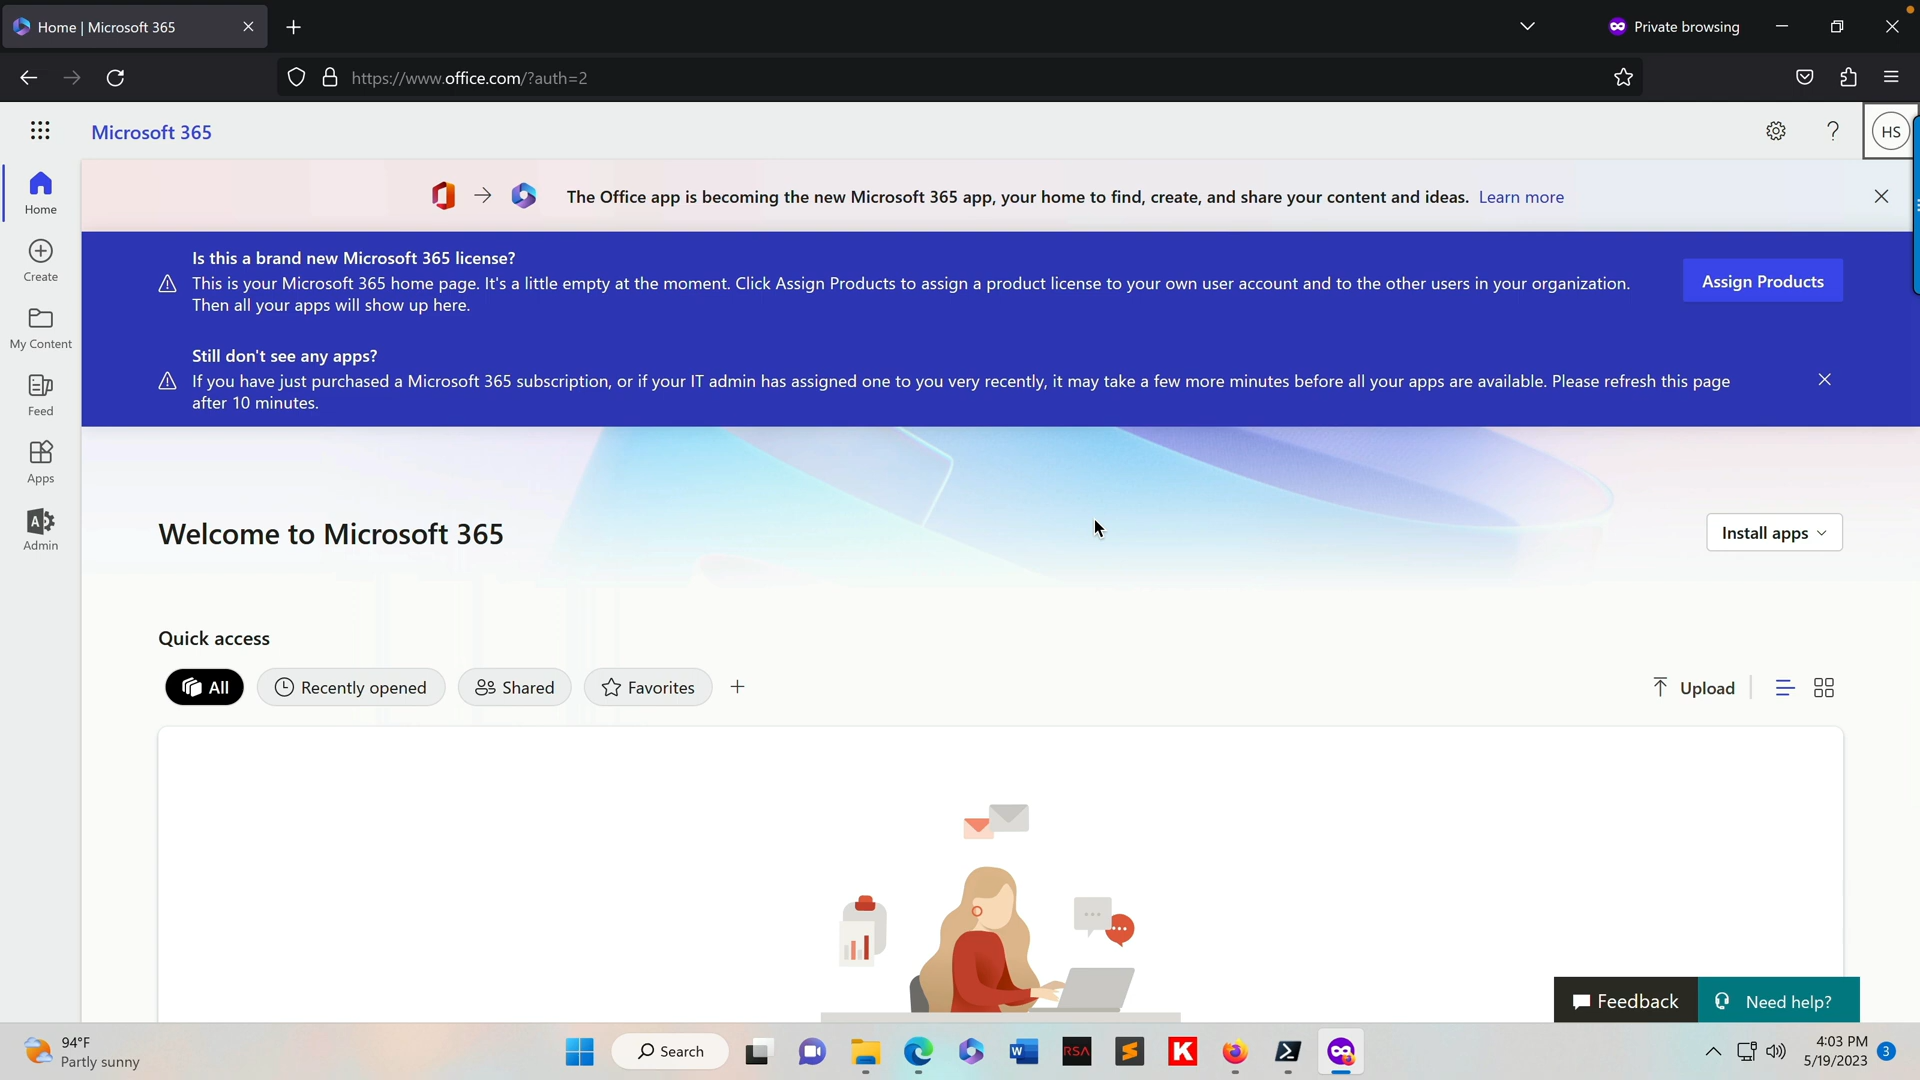 Home | Microsoft 365
Private browsing
https://www.office.com/?auth=2
Microsoft 365
HS
Home
The Office app is becoming the new Microsoft 365 app, your home to find, create, and share your content and ideas. Learn more
Is this a brand new Microsoft 365 license?
This is your Microsoft 365 home page. It's a little empty at the moment. Click Assign Products to assign a product license to your own user account and to the other users in your organization.
Then all your apps will show up here.
Assign Products
Create
My Content
Still don't see any apps?
If you have just purchased a Microsoft 365 subscription, or if your IT admin has assigned one to you very recently, it may take a few more minutes before all your apps are available. Please refresh this page
after 10 minutes.
Feed
Apps
Admin
Welcome to Microsoft 365
Install apps
Quick access
All
Recently opened
Shared
Favorites
Upload
Feedback
Need help?
94°F
Partly sunny
Search
RSA
4:03 PM
5/19/2023
3